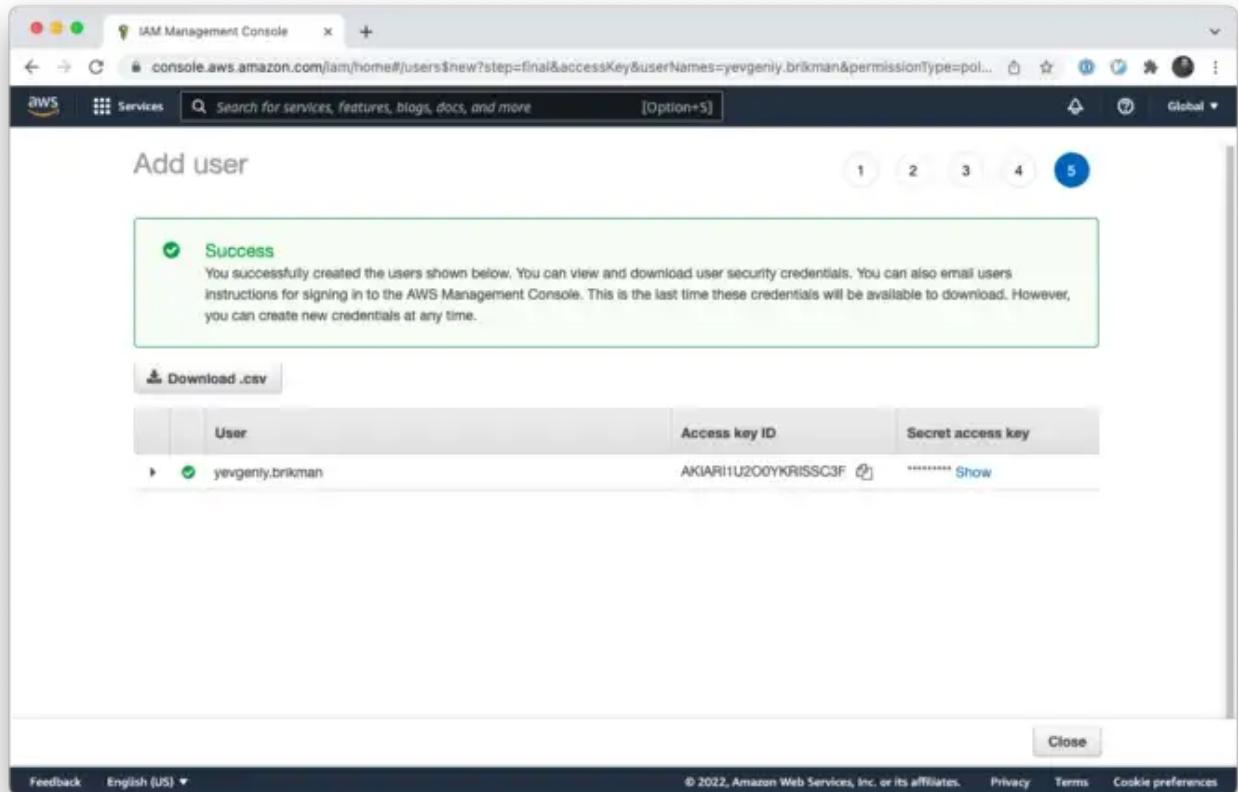 IAM Management Console
console.aws.amazon.com/iam/home#/users$new?step=final&accessKey&userNames=yevgeniy.brikman&permissionType=pol...
aws Services Search for services, features, blogs, docs, and more [Option+S] Global
Add user 1 2 3 4 5
Success
You successfully created the users shown below. You can view and download user security credentials. You can also email users
instructions for signing in to the AWS Management Console. This is the last time these credentials will be available to download. However,
you can create new credentials at any time.
Download .csv
User Access key ID Secret access key
yevgeniy.brikman AKIARI1U2O0YKRISSC3F ********* Show
Close
Feedback English (US) © 2022, Amazon Web Services, Inc. or its affiliates. Privacy Terms Cookie preferences